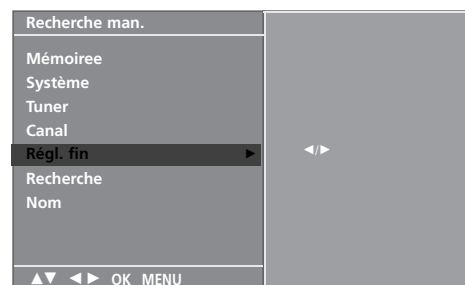 Recherche man.
Mémoiree
Système
Tuner
Canal
Régl. fin ►
◄/►
Recherche
Nom
▲▼ ◄► OK MENU